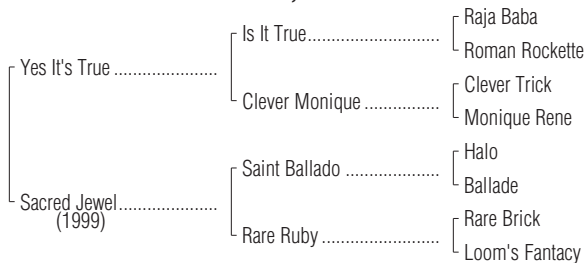 Raja Baba
Is It True
Roman Rockette
Yes It's True
Clever Trick
Clever Monique
Monique Rene
Halo
Saint Ballado
Ballade
Sacred Jewel
(1999)
Rare Brick
Rare Ruby
Loom's Fantacy